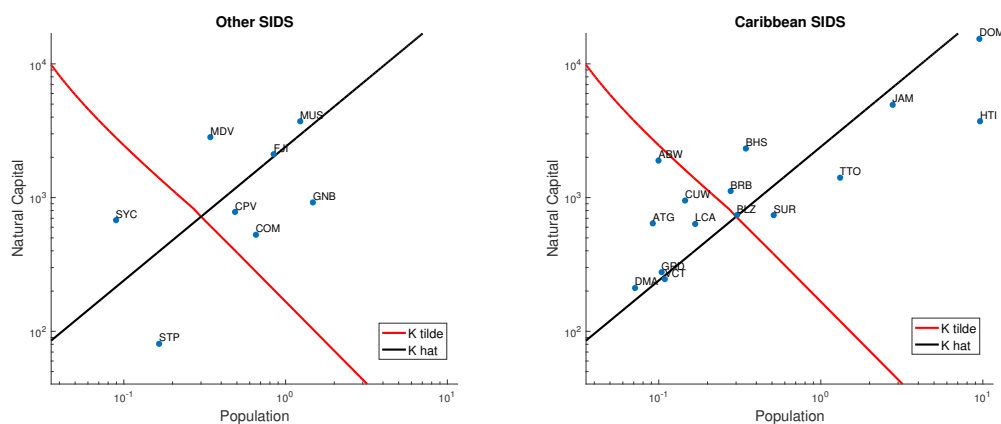 Other SIDS
10^4
10^3
10^2
Natural Capital
MDV
MUS
FJI
GNB
CPV
COM
SYC
STP
K tilde
K hat
10^-1
10^0
10^1
Population
Caribbean SIDS
10^4
10^3
10^2
Natural Capital
DOM
JAM
HTI
ABW
BHS
TTO
BRB
CUW
BLZ
SUR
ATG
LCA
GRD
VCT
DMA
K tilde
K hat
10^-1
10^0
10^1
Population